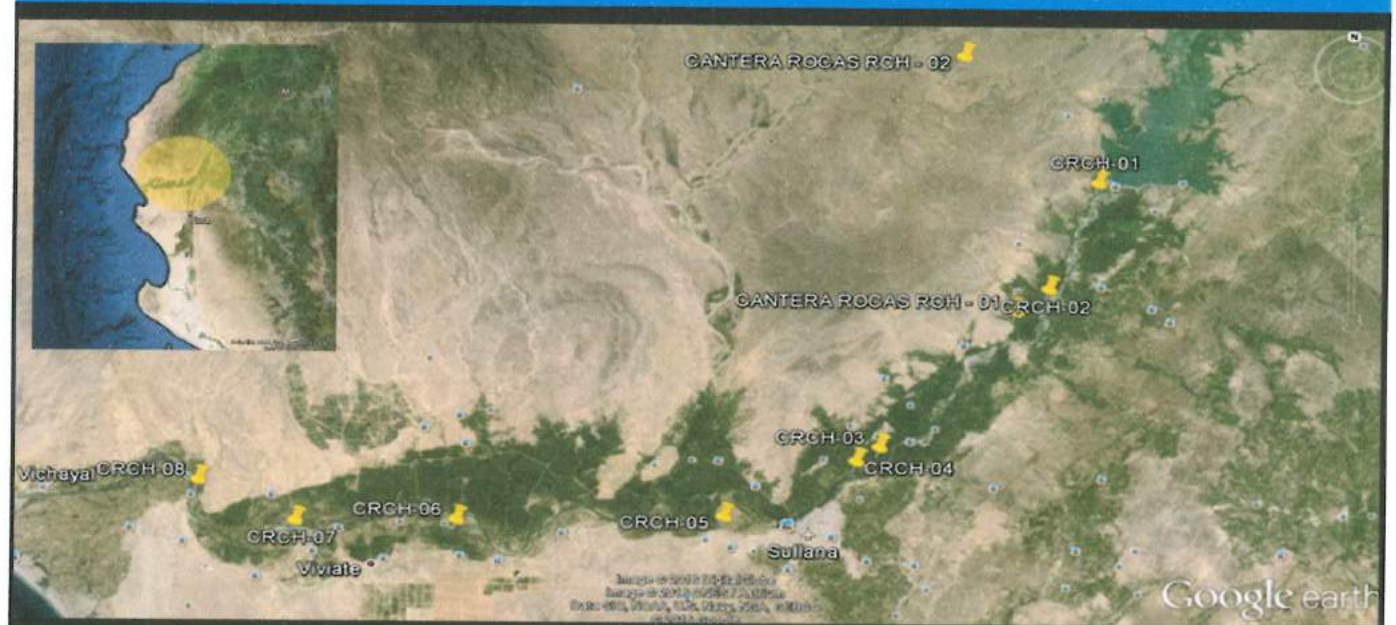 CANTERA ROCAS RCH - 02
N
CRCH-01
CANTERA ROCAS RCH - 01
CRCH-02
CRCH-03
CRCH-04
Vichayal
CRCH-08
CRCH-06
CRCH-05
CRCH-07
Sullana
Viviate
Google earth